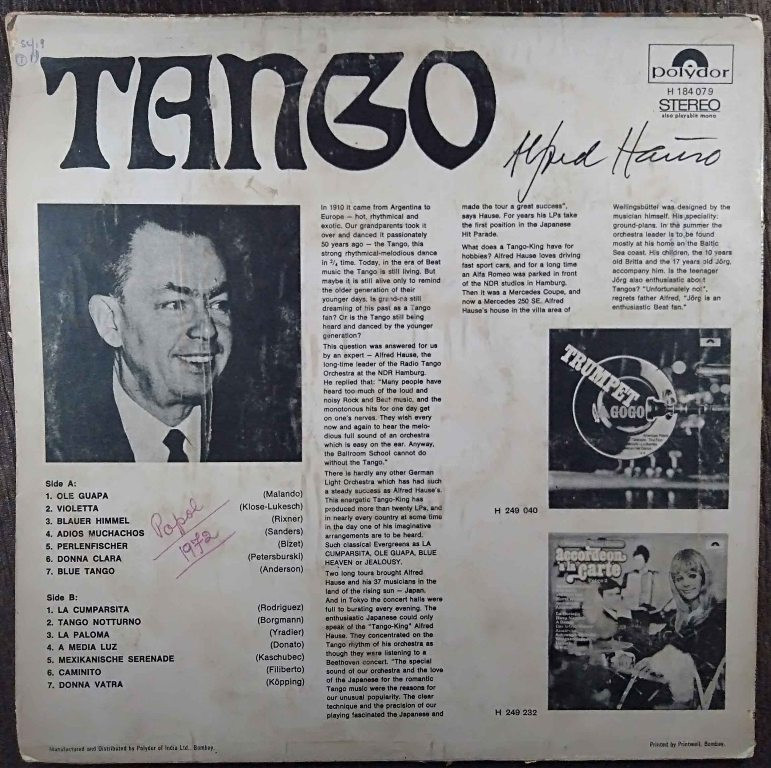 TANGO
polydor
H 184 079
STEREO
also playable mono
Alfred Hause
In 1910 it came from Argentina to
Europe — hot, rhythmical and
exotic. Our grandparents took it
over and danced it passionately
50 years ago — the Tango, this
strong rhythmical-melodious dance
in 2/4 time. Today, in the era of Beat
music the Tango is still living. But
maybe it is still alive only to remind
the older generation of their
younger days. Is grand-pa still
dreaming of his past as a Tango
fan? Or is the Tango still being
heard and danced by the younger
generation?
This question was answered for us
by an expert — Alfred Hause, the
long-time leader of the Radio Tango
Orchestra at the NDR Hamburg.
He replied that: "Many people have
heard too much of the loud and
noisy Rock and Beat music, and the
monotonous hits for one day get
on one's nerves. They wish every
now and again to hear the melo-
dious full sound of an orchestra
which is easy on the ear. Anyway,
the Ballroom School cannot do
without the Tango."
There is hardly any other German
Light Orchestra which has had such
a steady success as Alfred Hause's.
This energetic Tango-King has
produced more than twenty LPs, and
in nearly every country at some time
in the day one of his imaginative
arrangements are to be heard.
Such classical Evergreens as LA
CUMPARSITA, OLE GUAPA, BLUE
HEAVEN or JEALOUSY.
Two long tours brought Alfred
Hause and his 37 musicians in the
land of the rising sun — Japan.
And in Tokyo the concert halls were
full to bursting every evening. The
enthusiastic Japanese could only
speak of the "Tango-King" Alfred
Hause. They concentrated on the
Tango rhythm of his orchestra as
though they were listening to a
Beethoven concert. "The special
sound of our orchestra and the love
of the Japanese for the romantic
Tango music were the reasons for
our unusual popularity. The clear
technique and the precision of our
playing fascinated the Japanese and
made the tour a great success",
says Hause. For years his LPs take
the first position in the Japanese
Hit Parade.
What does a Tango-King have for
hobbies? Alfred Hause loves driving
fast sport cars, and for a long time
an Alfa Romeo was parked in front
of the NDR studios in Hamburg.
Then it was a Mercedes Coupe, and
now a Mercedes 250 SE. Alfred
Hause's house in the villa area of
Wellingsbüttel was designed by the
musician himself. His speciality:
ground-plans. In the summer the
orchestra leader is to be found
mostly at his home on the Baltic
Sea coast. His children, the 10 years
old Britta and the 17 years old Jörg,
accompany him. Is the teenager
Jörg also enthusiastic about
Tangos? "Unfortunately not",
regrets father Alfred, "Jörg is an
enthusiastic Beat fan."
Side A:
1. OLE GUAPA (Malando)
2. VIOLETTA (Klose-Lukesch)
3. BLAUER HIMMEL (Rixner)
4. ADIOS MUCHACHOS (Sanders)
5. PERLENFISCHER (Bizet)
6. DONNA CLARA (Petersburski)
7. BLUE TANGO (Anderson)
Popol
1972
Side B:
1. LA CUMPARSITA (Rodriguez)
2. TANGO NOTTURNO (Borgmann)
3. LA PALOMA (Yradier)
4. A MEDIA LUZ (Donato)
5. MEXIKANISCHE SERENADE (Kaschubec)
6. CAMINITO (Filiberto)
7. DONNA VATRA (Köpping)
TRUMPET
A GOGO
H 249 040
accordeon
à la carte
H 249 232
Manufactured and Distributed by Polydor of India Ltd., Bombay.
Printed by Printwell, Bombay.